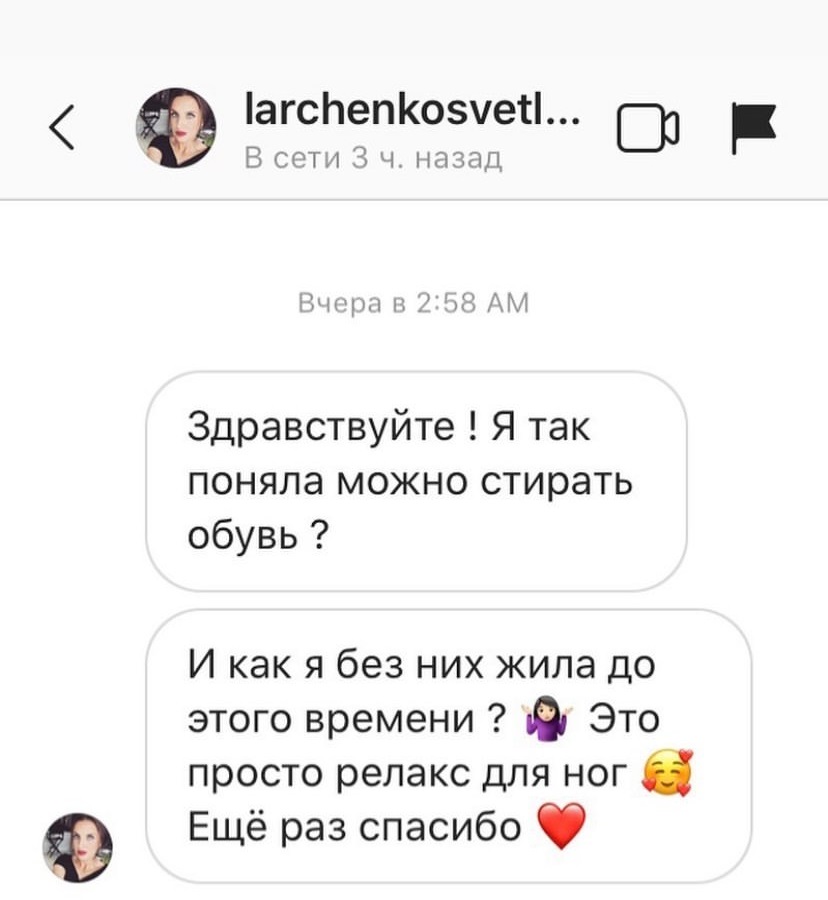 larchenkosvetl...
В сети 3 ч. назад
Вчера в 2:58 AM
Здравствуйте ! Я так
поняла можно стирать
обувь ?
И как я без них жила до
этого времени ? 🤷🏻‍♀️ Это
просто релакс для ног 🥰
Ещё раз спасибо ❤️